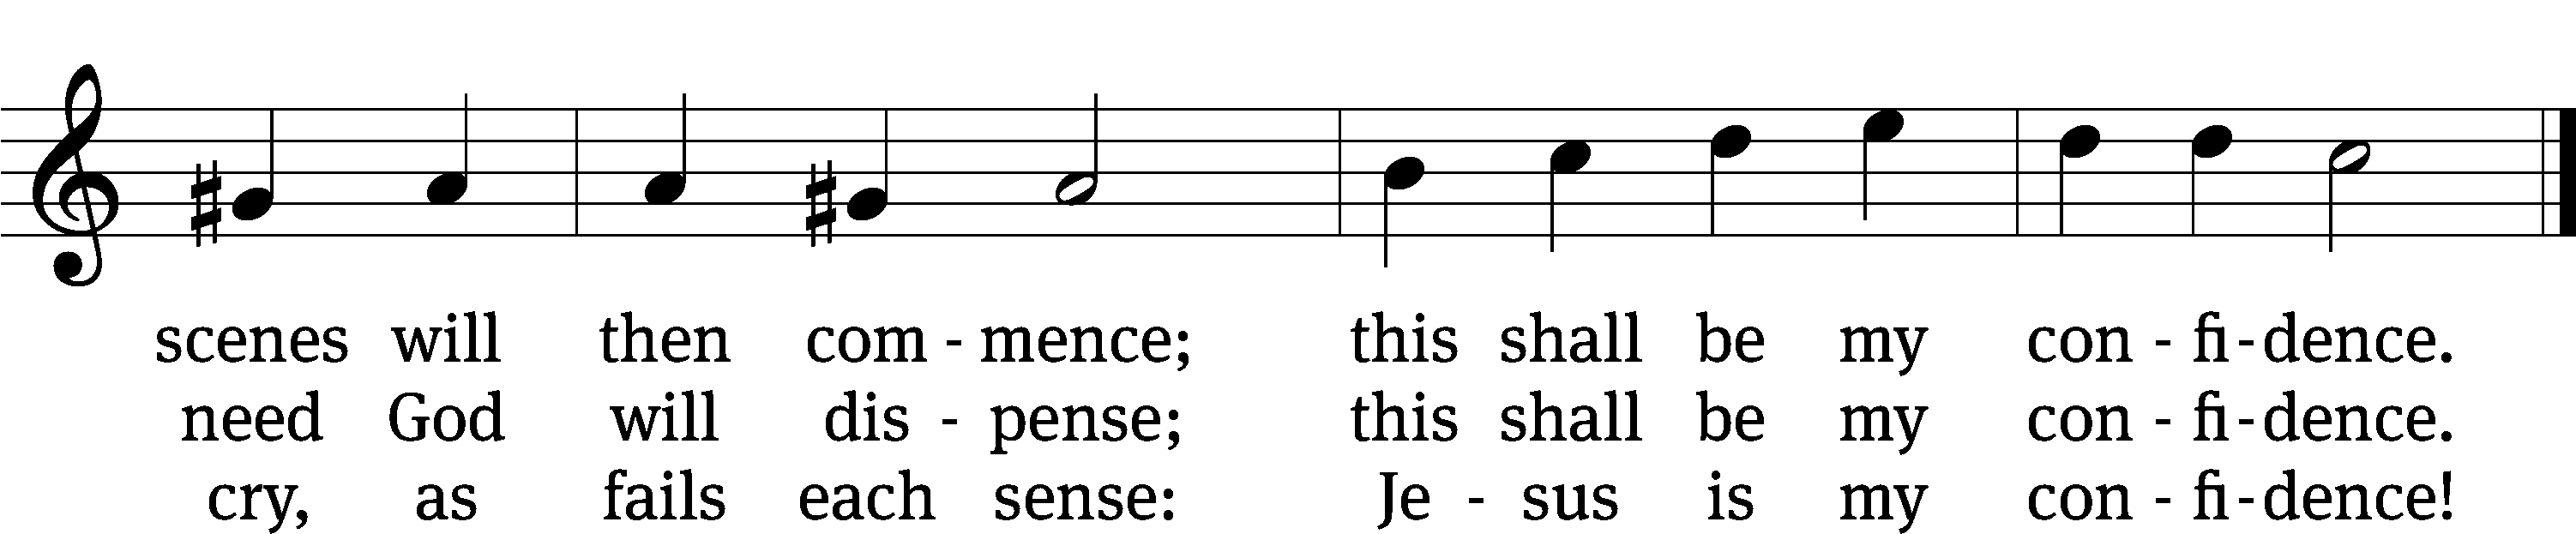 scenes will then com - mence; this shall be my con - fi - dence.
need God will dis - pense; this shall be my con - fi - dence.
cry, as fails each sense: Je - sus is my con - fi - dence!